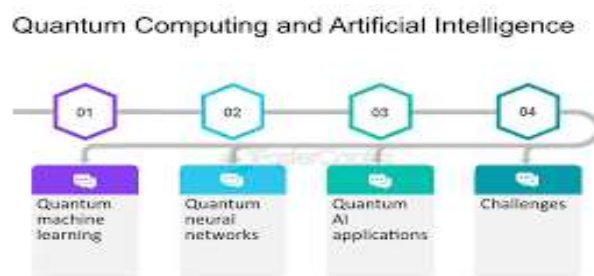 Quantum Computing and Artificial Intelligence
01
02
03
04
Quantum
machine
learning
Quantum
neural
networks
Quantum
AI
applications
Challenges